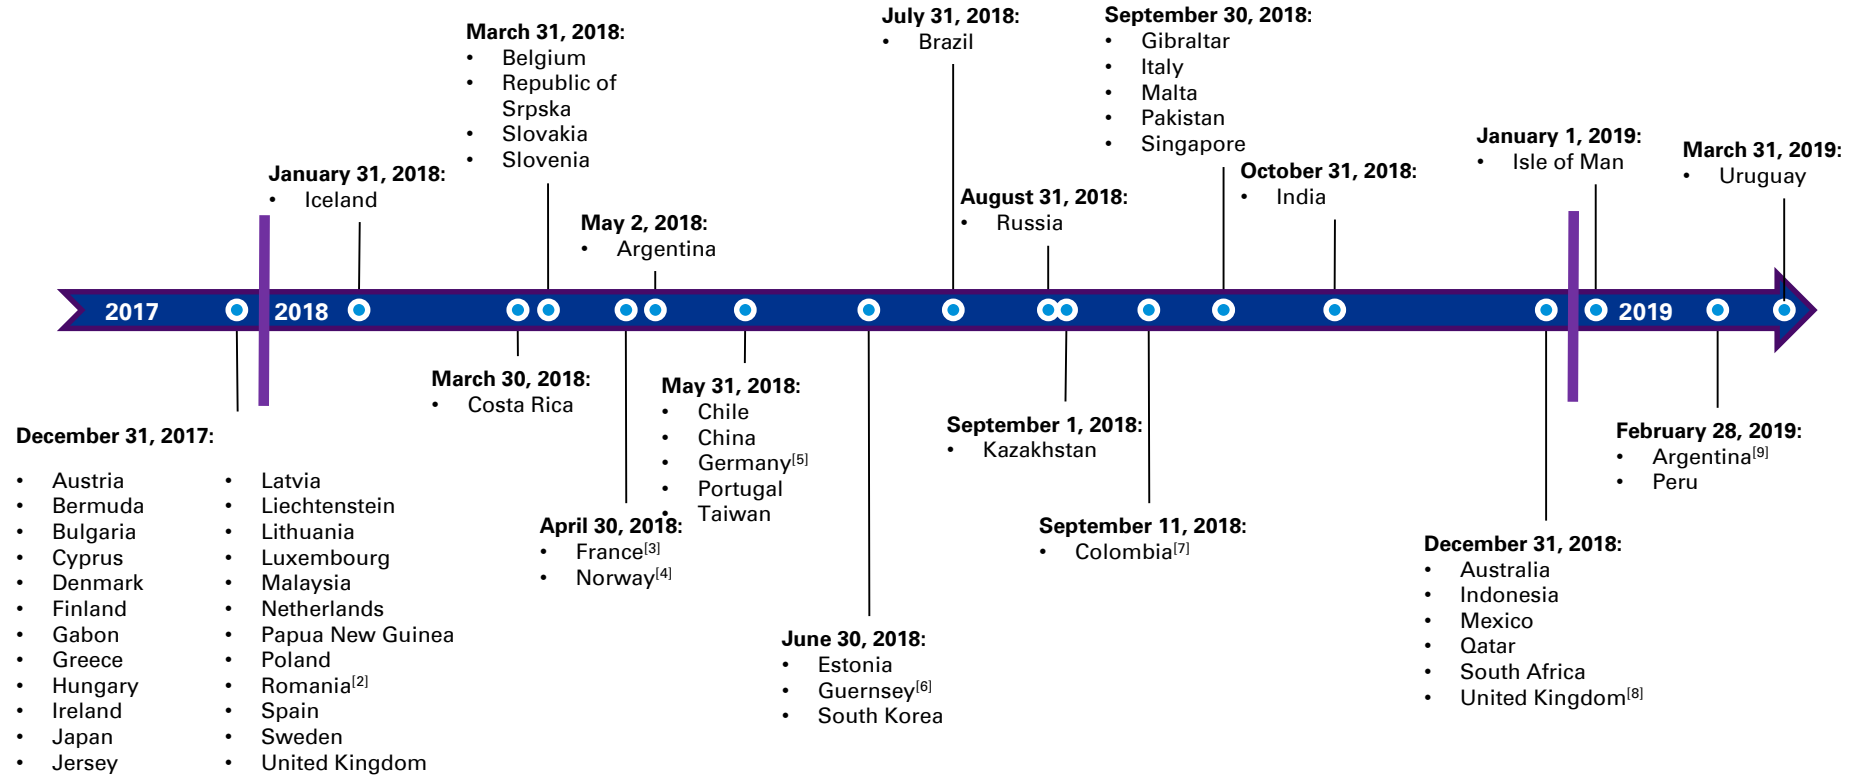 March 31, 2018:
• Belgium
• Republic of
Srpska
• Slovakia
• Slovenia
July 31, 2018:
• Brazil
September 30, 2018:
• Gibraltar
• Italy
• Malta
• Pakistan
• Singapore
January 31, 2018:
• Iceland
May 2, 2018:
• Argentina
August 31, 2018:
• Russia
October 31, 2018:
• India
January 1, 2019:
• Isle of Man
March 31, 2019:
• Uruguay
2017
2018
2019
December 31, 2017:
• Austria
• Bermuda
• Bulgaria
• Cyprus
• Denmark
• Finland
• Gabon
• Greece
• Hungary
• Ireland
• Japan
• Jersey
• Latvia
• Liechtenstein
• Lithuania
• Luxembourg
• Malaysia
• Netherlands
• Papua New Guinea
• Poland
• Romania[2]
• Spain
• Sweden
• United Kingdom
March 30, 2018:
• Costa Rica
April 30, 2018:
• France[3]
• Norway[4]
May 31, 2018:
• Chile
• China
• Germany[5]
• Portugal
• Taiwan
June 30, 2018:
• Estonia
• Guernsey[6]
• South Korea
September 1, 2018:
• Kazakhstan
September 11, 2018:
• Colombia[7]
December 31, 2018:
• Australia
• Indonesia
• Mexico
• Qatar
• South Africa
• United Kingdom[8]
February 28, 2019:
• Argentina[9]
• Peru